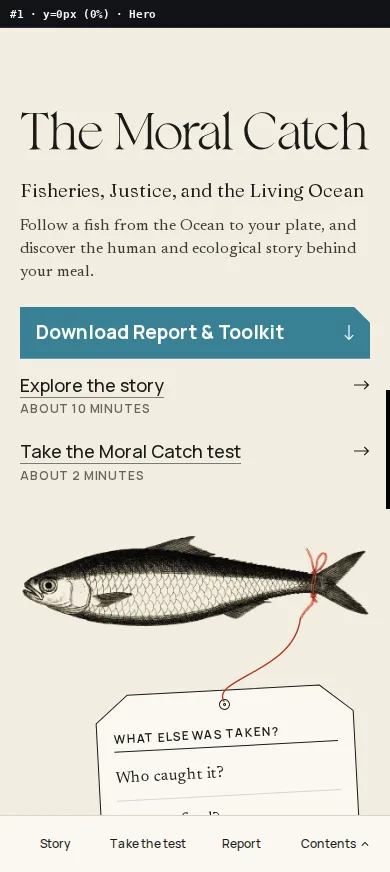 #1 · y=0px (0%) · Hero
The Moral Catch
Fisheries, Justice, and the Living Ocean
Follow a fish from the Ocean to your plate, and
discover the human and ecological story behind
your meal.
Download Report & Toolkit ↓
Explore the story →
ABOUT 10 MINUTES
Take the Moral Catch test →
ABOUT 2 MINUTES
WHAT ELSE WAS TAKEN?
Who caught it?
Story Take the test Report Contents